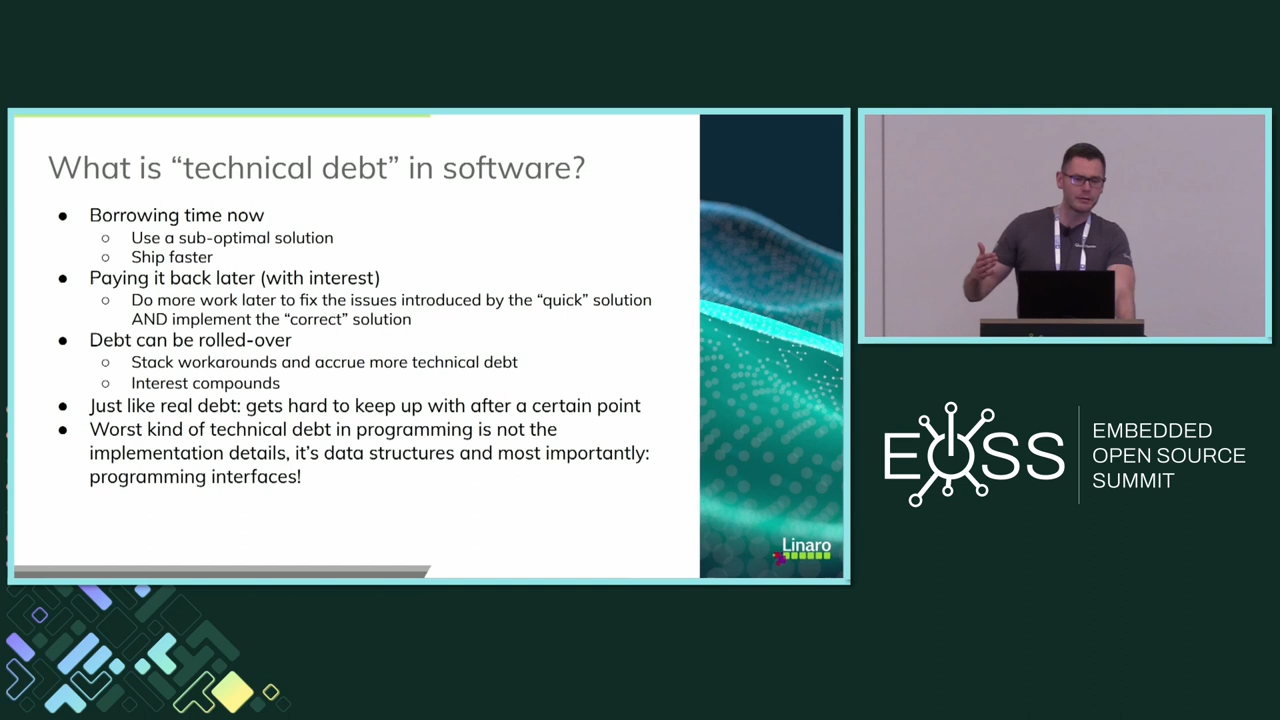 What is “technical debt” in software?
● Borrowing time now
○ Use a sub-optimal solution
○ Ship faster
● Paying it back later (with interest)
○ Do more work later to fix the issues introduced by the “quick” solution
AND implement the “correct” solution
● Debt can be rolled-over
○ Stack workarounds and accrue more technical debt
○ Interest compounds
● Just like real debt: gets hard to keep up with after a certain point
● Worst kind of technical debt in programming is not the
implementation details, it’s data structures and most importantly:
programming interfaces!
Linaro
EOSS
EMBEDDED
OPEN SOURCE
SUMMIT